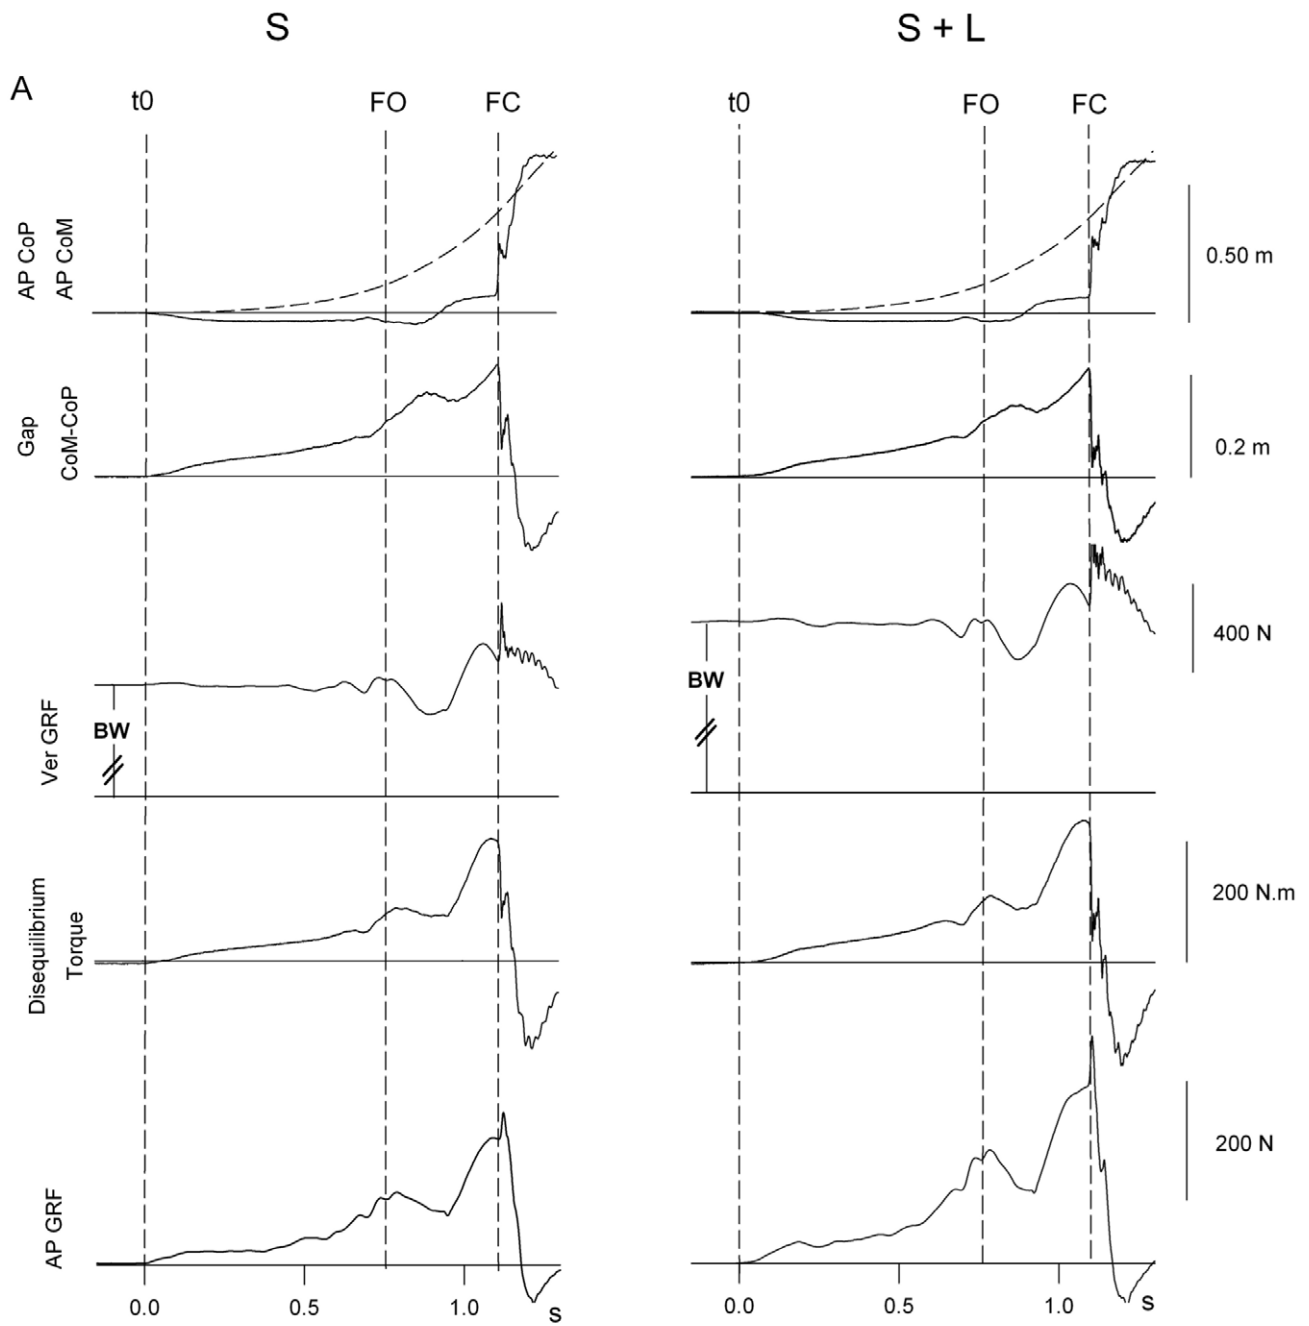 S
S + L
A
t0
FO
FC
t0
FO
FC
AP CoP
AP CoM
0.50 m
Gap
CoM-CoP
0.2 m
Ver GRF
BW
BW
400 N
Disequilibrium
Torque
200 N.m
AP GRF
200 N
0.0
0.5
1.0
s
0.0
0.5
1.0
s